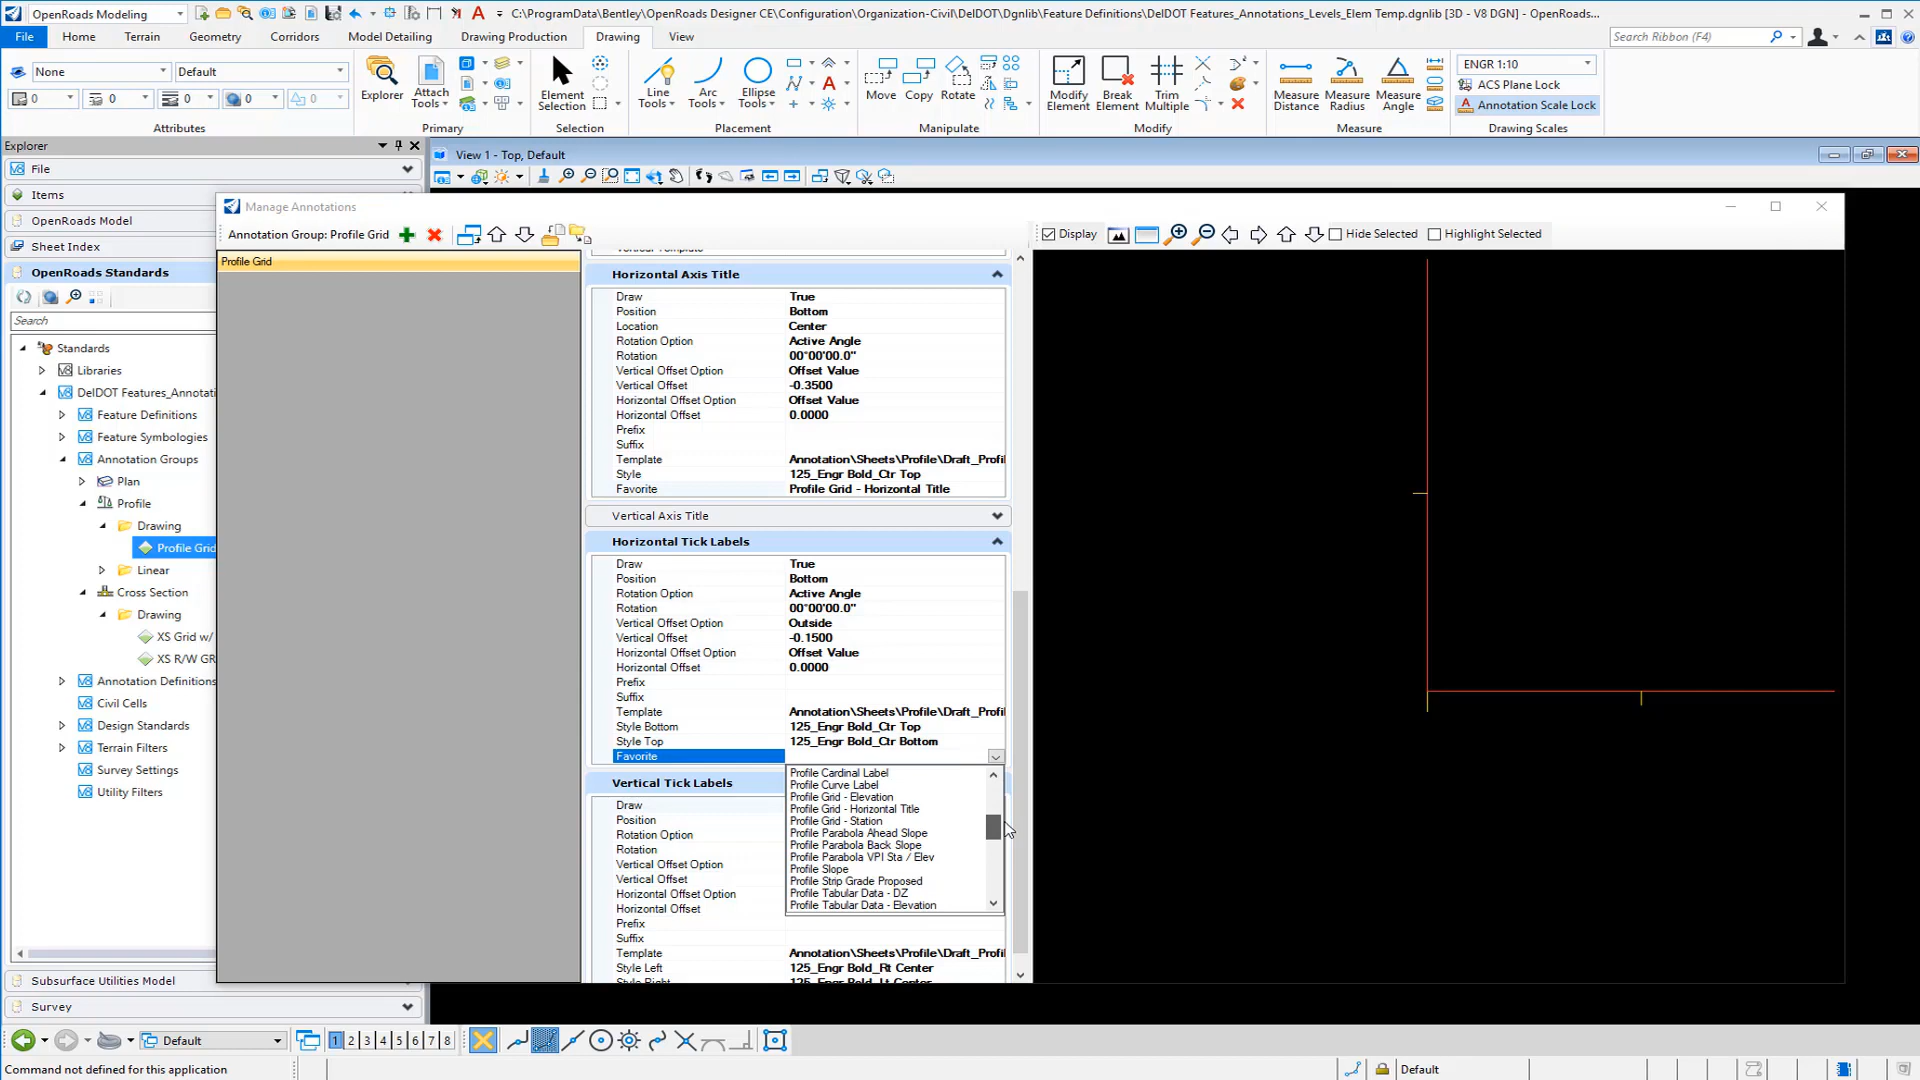 OpenRoads Modeling
C:\ProgramData\Bentley\OpenRoads Designer CE\Configuration\Organization-Civil\DelDOT\Dgnlib\Feature Definitions\DelDOT Features_Annotations_Levels_Elem Temp.dgnlib [3D - V8 DGN] - OpenRoads...
File Home Terrain Geometry Corridors Model Detailing Drawing Production Drawing View
Search Ribbon (F4)
None Default
0 0 0 0 0
Attributes
Explorer
Attach Tools
Primary
Element Selection
Selection
Line Tools
Arc Tools
Ellipse Tools
Placement
Move Copy Rotate
Manipulate
Modify Element
Break Element
Trim Multiple
Modify
Measure Distance
Measure Radius
Measure Angle
Measure
ENGR 1:10
ACS Plane Lock
Annotation Scale Lock
Drawing Scales
Explorer
File
Items
OpenRoads Model
Sheet Index
OpenRoads Standards
Search
Standards
Libraries
DelDOT Features_Annotati
Feature Definitions
Feature Symbologies
Annotation Groups
Plan
Profile
Drawing
Profile Grid
Linear
Cross Section
Drawing
XS Grid w/
XS R/W GR
Annotation Definitions
Civil Cells
Design Standards
Terrain Filters
Survey Settings
Utility Filters
Subsurface Utilities Model
Survey
View 1 - Top, Default
Manage Annotations
Annotation Group: Profile Grid
Display Hide Selected Highlight Selected
Profile Grid
Horizontal Axis Title
Draw True
Position Bottom
Location Center
Rotation Option Active Angle
Rotation 00°00'00.0"
Vertical Offset Option Offset Value
Vertical Offset -0.3500
Horizontal Offset Option Offset Value
Horizontal Offset 0.0000
Prefix
Suffix
Template Annotation\Sheets\Profile\Draft_Profi
Style 125_Engr Bold_Ctr Top
Favorite Profile Grid - Horizontal Title
Vertical Axis Title
Horizontal Tick Labels
Draw True
Position Bottom
Rotation Option Active Angle
Rotation 00°00'00.0"
Vertical Offset Option Outside
Vertical Offset -0.1500
Horizontal Offset Option Offset Value
Horizontal Offset 0.0000
Prefix
Suffix
Template Annotation\Sheets\Profile\Draft_Profi
Style Bottom 125_Engr Bold_Ctr Top
Style Top 125_Engr Bold_Ctr Bottom
Favorite
Profile Cardinal Label
Profile Curve Label
Profile Grid - Elevation
Profile Grid - Horizontal Title
Profile Grid - Station
Profile Parabola Ahead Slope
Profile Parabola Back Slope
Profile Parabola VPI Sta / Elev
Profile Slope
Profile Strip Grade Proposed
Profile Tabular Data - DZ
Profile Tabular Data - Elevation
Vertical Tick Labels
Draw
Position
Rotation Option
Rotation
Vertical Offset Option
Vertical Offset
Horizontal Offset Option
Horizontal Offset
Prefix
Suffix
Template Annotation\Sheets\Profile\Draft_Profi
Style Left 125_Engr Bold_Rt Center
Style Right 125_Engr Bold_Lt Center
Default
1 2 3 4 5 6 7 8
Command not defined for this application
Default